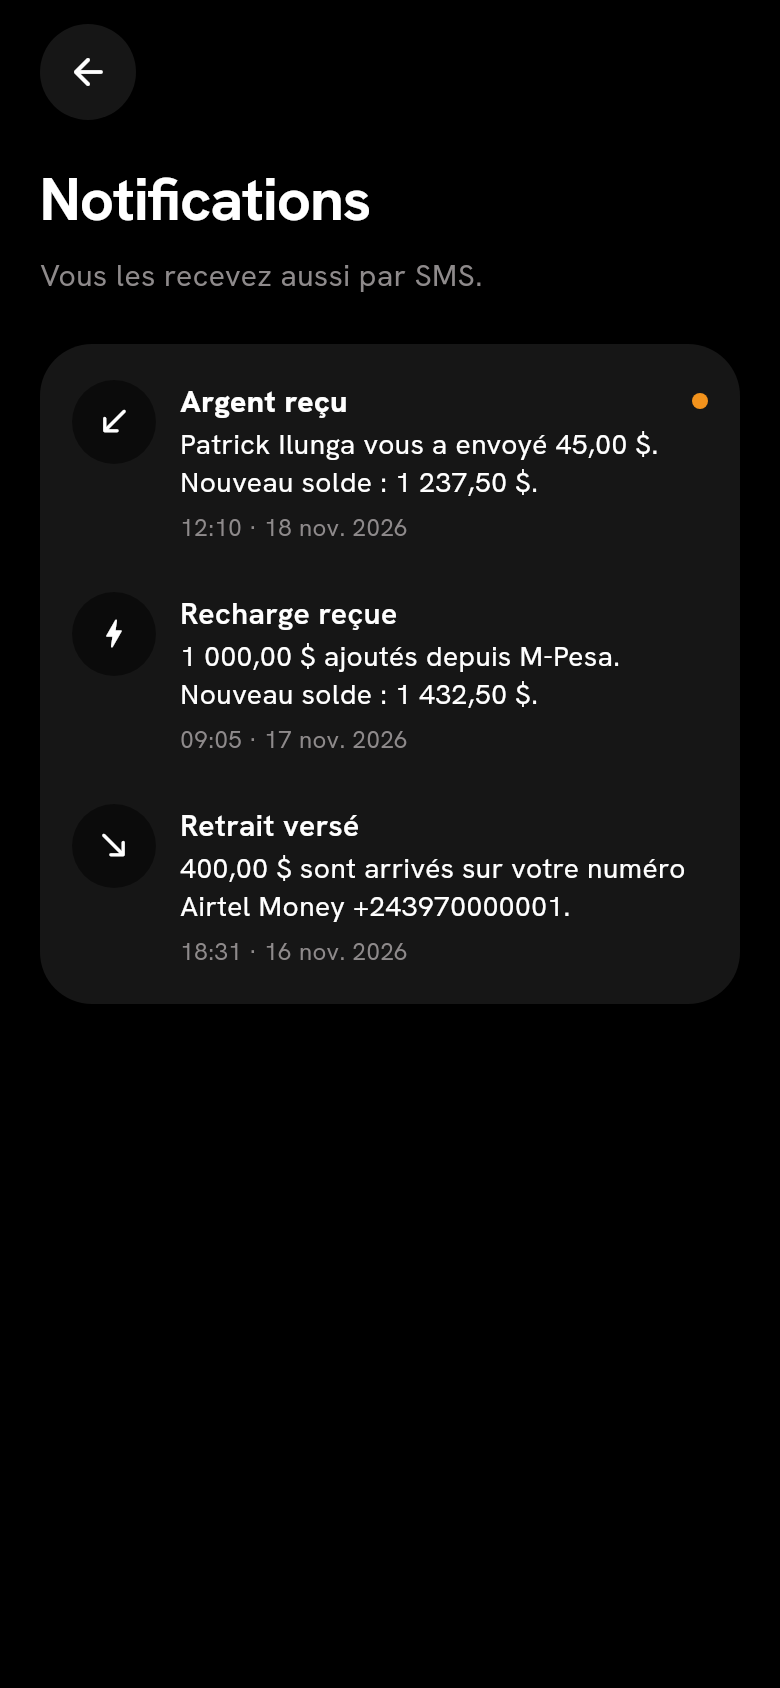 Notifications
Vous les recevez aussi par SMS.
Argent reçu
Patrick Ilunga vous a envoyé 45,00 $.
Nouveau solde : 1 237,50 $.
12:10 · 18 nov. 2026
Recharge reçue
1 000,00 $ ajoutés depuis M-Pesa.
Nouveau solde : 1 432,50 $.
09:05 · 17 nov. 2026
Retrait versé
400,00 $ sont arrivés sur votre numéro
Airtel Money +243970000001.
18:31 · 16 nov. 2026